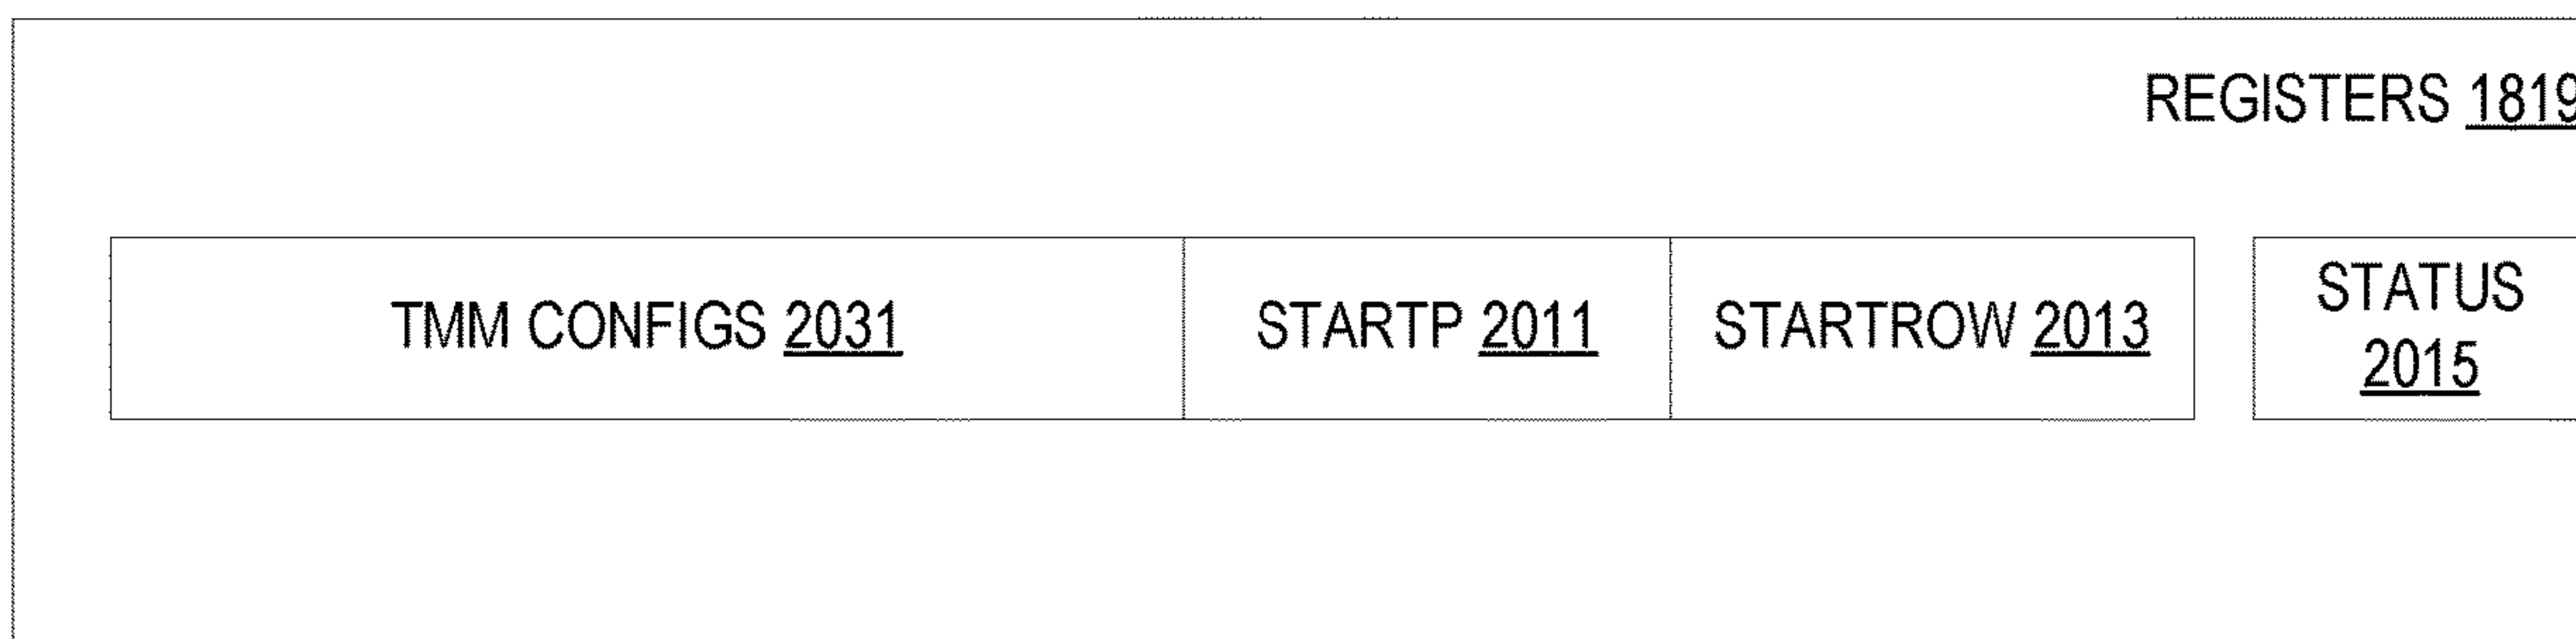 REGISTERS 1819
TMM CONFIGS 2031
STARTP 2011
STARTROW 2013
STATUS
2015